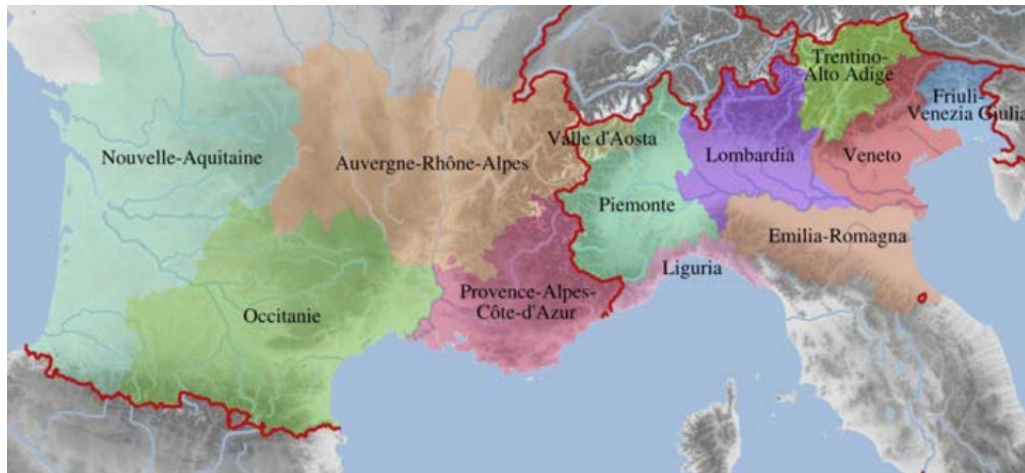 Trentino-
Alto Adige
Friuli-
Venezia Giulia
Nouvelle-Aquitaine
Auvergne-Rhône-Alpes
Valle d'Aosta
Lombardia
Veneto
Piemonte
Emilia-Romagna
Liguria
Occitanie
Provence-Alpes-
Côte-d'Azur